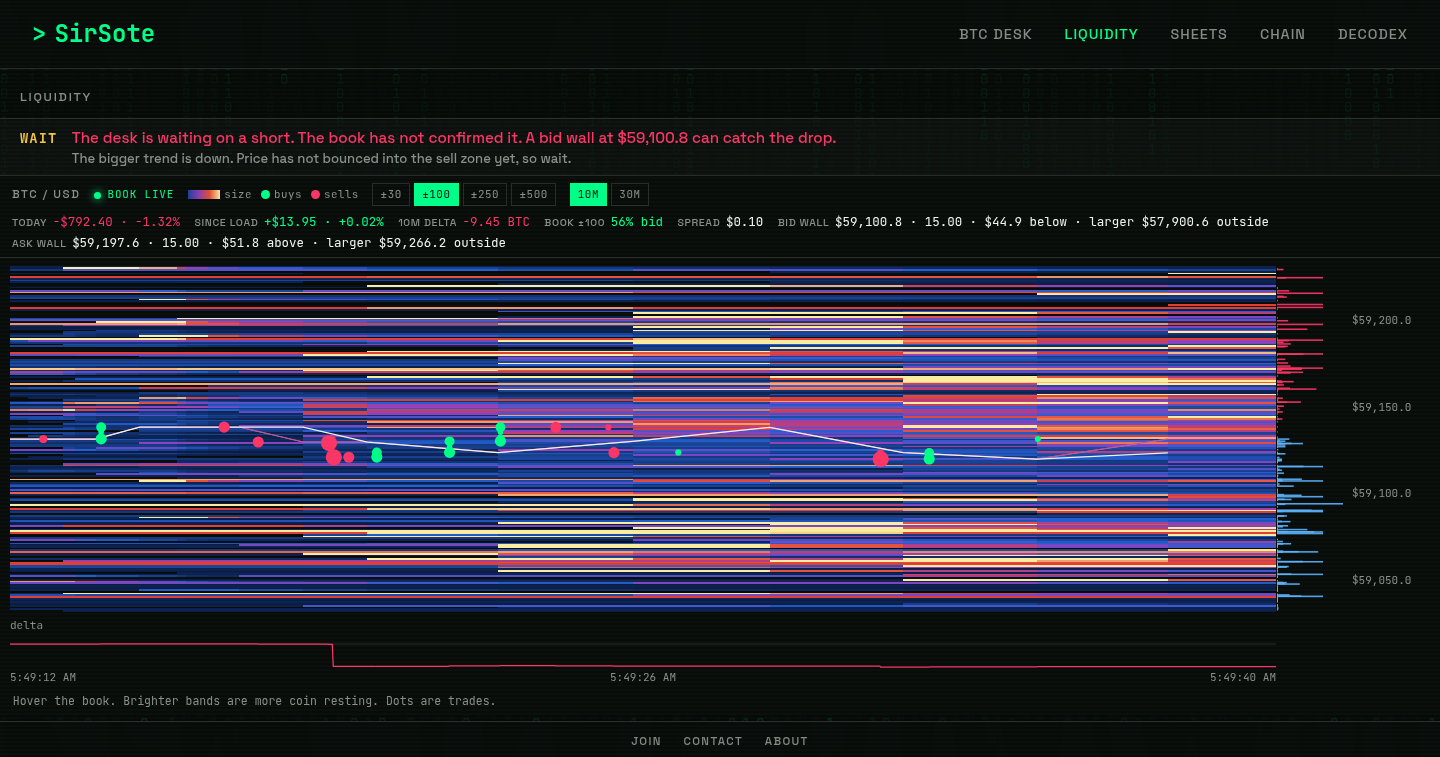 > SirSote
BTC DESK LIQUIDITY SHEETS CHAIN DECODEX
LIQUIDITY
WAIT The desk is waiting on a short. The book has not confirmed it. A bid wall at $59,100.8 can catch the drop.
The bigger trend is down. Price has not bounced into the sell zone yet, so wait.
BTC / USD BOOK LIVE size buys sells ±30 ±100 ±250 ±500 10M 30M
TODAY -$792.40 · -1.32% SINCE LOAD +$13.95 · +0.02% 10M DELTA -9.45 BTC BOOK ±100 56% bid SPREAD $0.10 BID WALL $59,100.8 · 15.00 · $44.9 below · larger $57,900.6 outside
ASK WALL $59,197.6 · 15.00 · $51.8 above · larger $59,266.2 outside
$59,200.0
$59,150.0
$59,100.0
$59,050.0
delta
5:49:12 AM 5:49:26 AM 5:49:40 AM
Hover the book. Brighter bands are more coin resting. Dots are trades.
JOIN CONTACT ABOUT